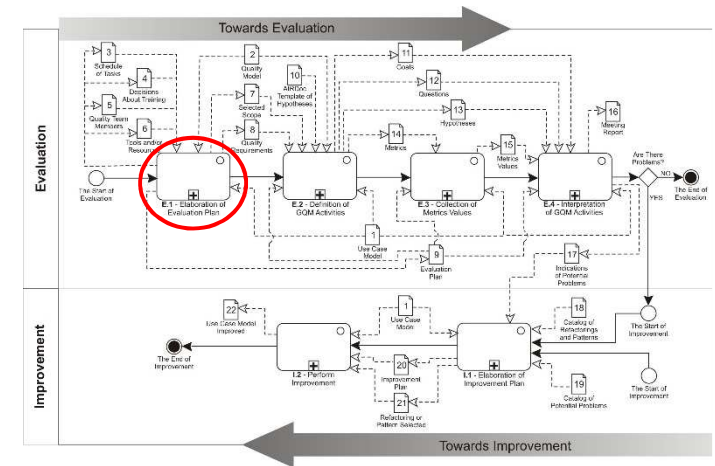 Towards Evaluation
Evaluation
3
Schedule
of Tasks
4
Decisions
About Training
5
Quality Team
Members
6
Tools and/or
Resources
2
Quality
Model
7
Selected
Scope
8
Quality
Requirements
10
AIRDoc
Template of
Hypotheses
11
Goals
12
Questions
13
Hypotheses
14
Metrics
15
Metrics
Values
16
Meeting
Report
The Start of
Evaluation
E.1 - Elaboration of
Evaluation Plan
E.2 - Definition of
GQM Activities
E.3 - Collection of
Metrics Values
E.4 - Interpretation
of GQM Activities
Are There
Problems?
NO
YES
The End of
Evaluation
1
Use Case
Model
9
Evaluation
Plan
17
Indications
of Potential
Problems
Improvement
22
Use Case Model
Improved
1
Use Case
Model
18
Catalog of
Refactorings
and Patterns
The Start of
Improvement
The End of
Improvement
I.2 - Perform
Improvement
20
Improvement
Plan
21
Refactoring or
Pattern Selected
I.1 - Elaboration of
Improvement Plan
19
Catalog of
Potential Problems
The Start of
Improvement
Towards Improvement